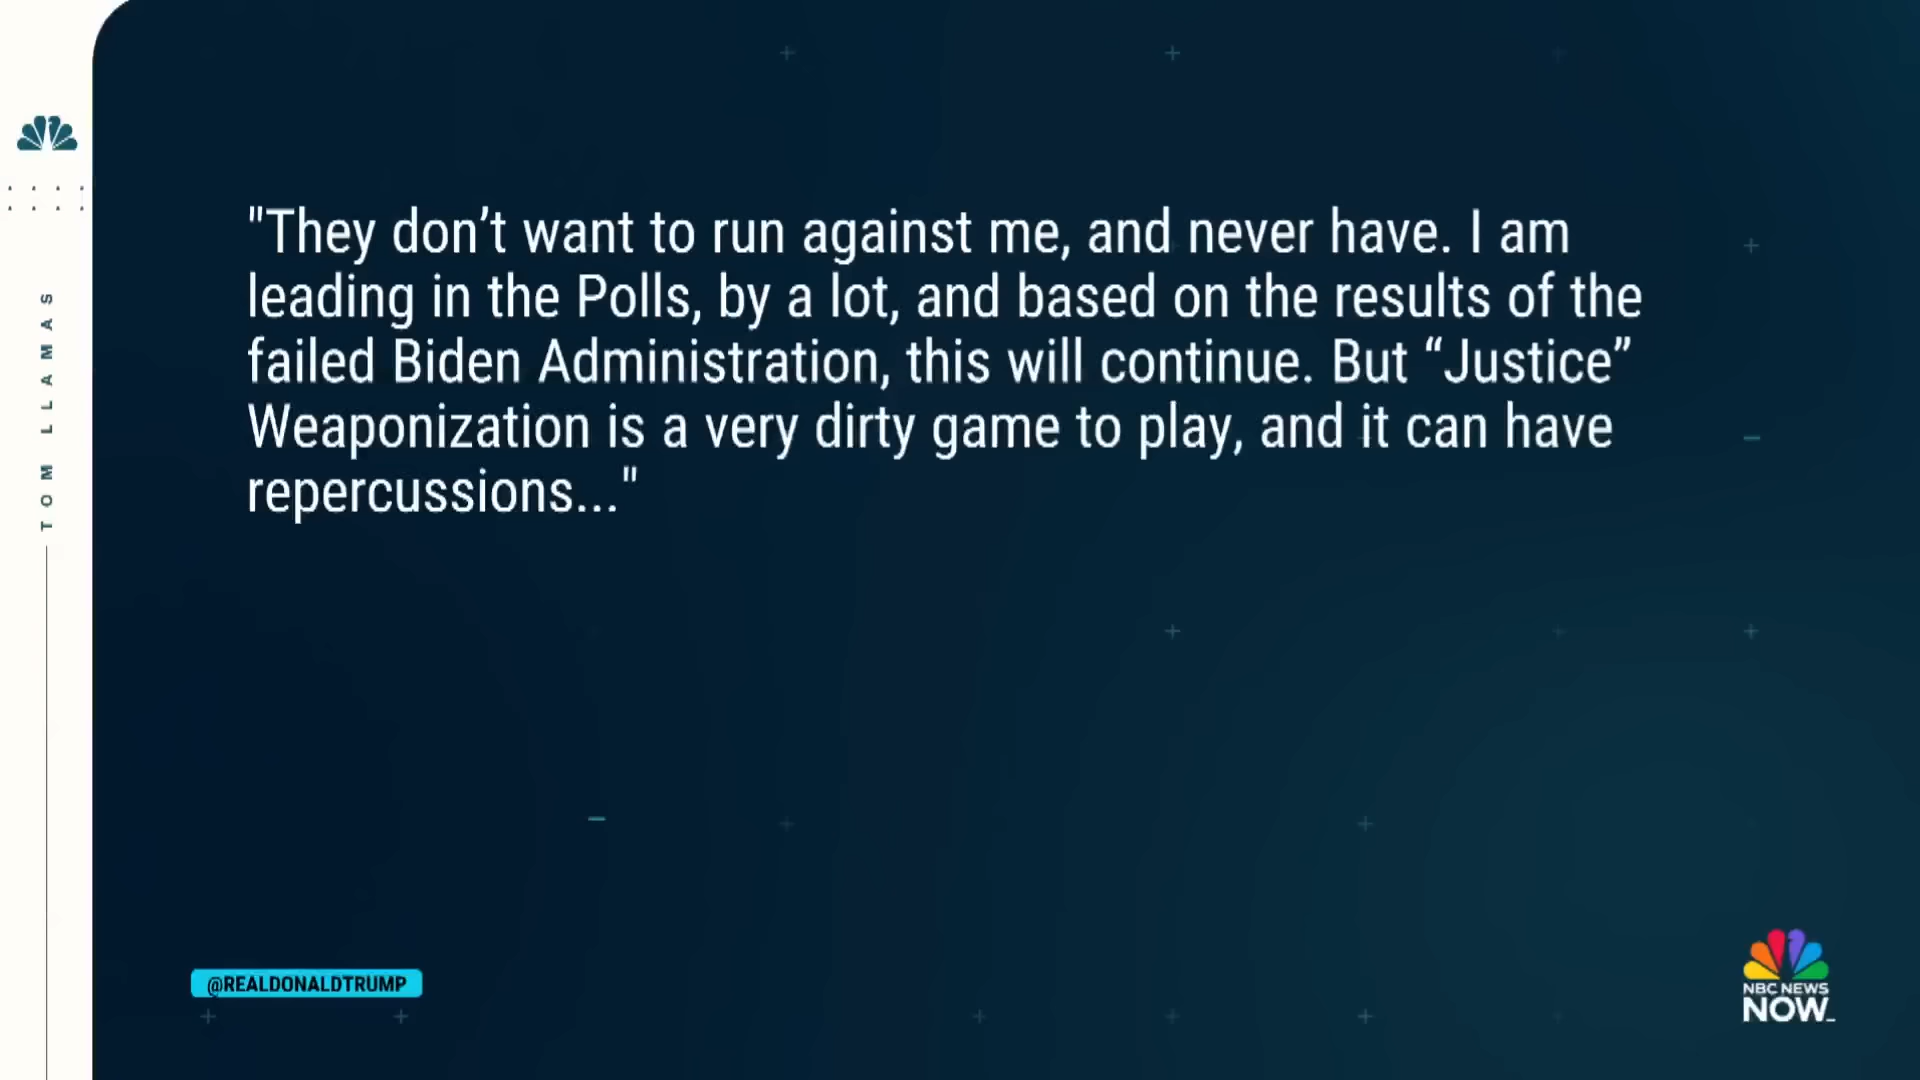 TOM LLAMAS
"They don’t want to run against me, and never have. I am
leading in the Polls, by a lot, and based on the results of the
failed Biden Administration, this will continue. But “Justice”
Weaponization is a very dirty game to play, and it can have
repercussions..."
@REALDONALDTRUMP
NBC NEWS
NOW_